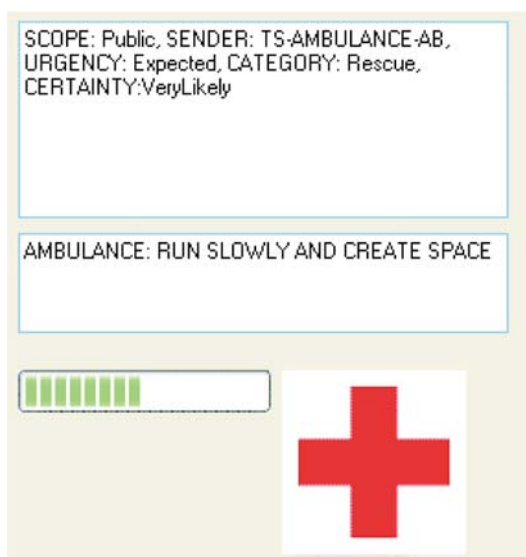 SCOPE: Public, SENDER: TS-AMBULANCE-AB,
URGENCY: Expected, CATEGORY: Rescue,
CERTAINTY:VeryLikely
AMBULANCE: RUN SLOWLY AND CREATE SPACE